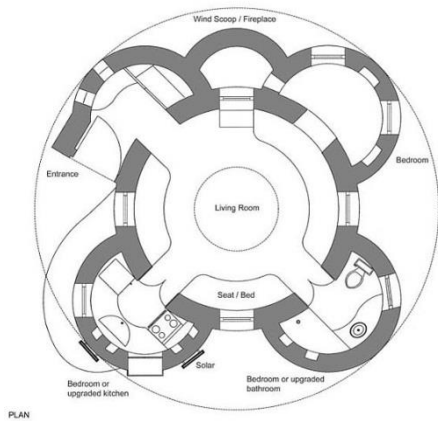 Wind Scoop / Fireplace
Entrance
Bedroom
Living Room
Seat / Bed
Solar
Bedroom or
upgraded kitchen
Bedroom or upgraded
bathroom
PLAN